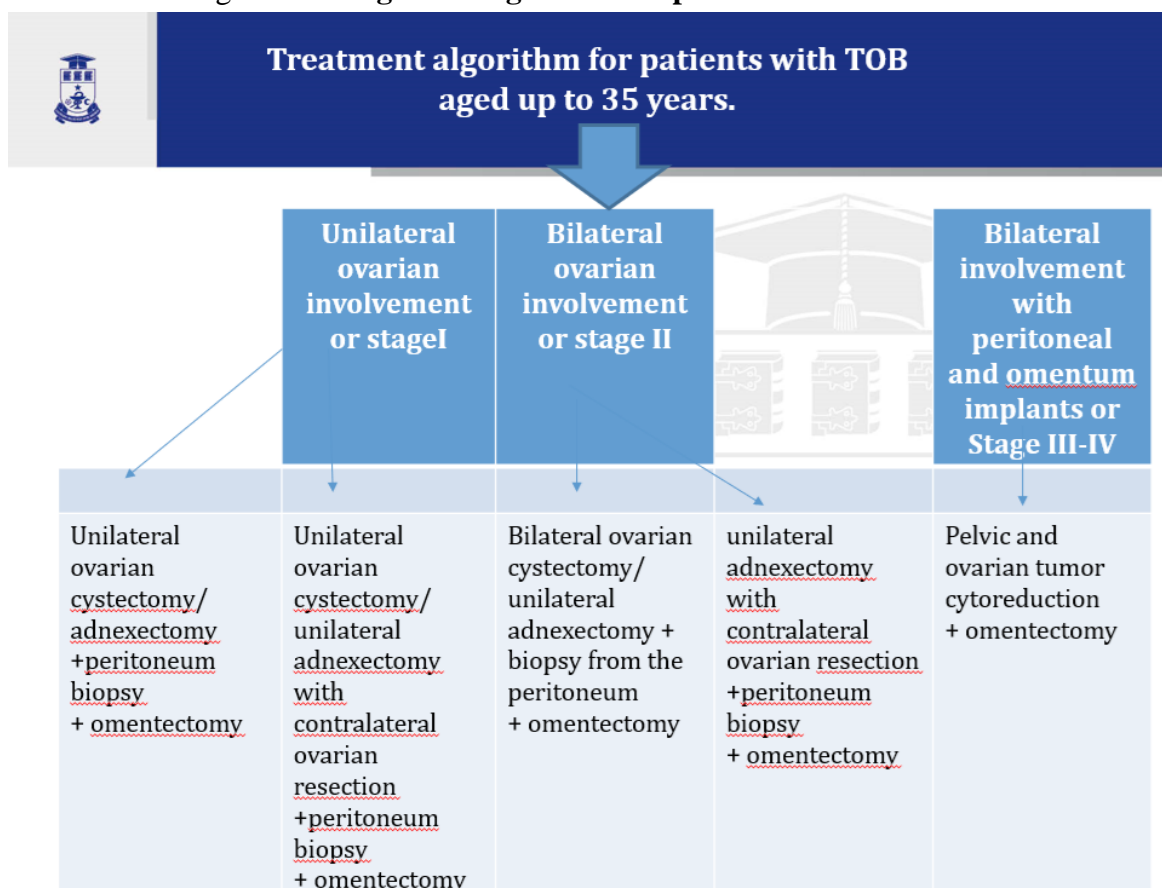 Treatment algorithm for patients with TOB
aged up to 35 years.
Unilateral
ovarian
involvement
or stageI
Bilateral
ovarian
involvement
or stage II
Bilateral
involvement
with
peritoneal
and omentum
implants or
Stage III-IV
Unilateral
ovarian
cystectomy/
adnexectomy
+peritoneum
biopsy
+ omentectomy
Unilateral
ovarian
cystectomy/
unilateral
adnexectomy
with
contralateral
ovarian
resection
+peritoneum
biopsy
+ omentectomy
Bilateral ovarian
cystectomy/
unilateral
adnexectomy +
biopsy from the
peritoneum
+ omentectomy
unilateral
adnexectomy
with
contralateral
ovarian resection
+peritoneum
biopsy
+ omentectomy
Pelvic and
ovarian tumor
cytoreduction
+ omentectomy